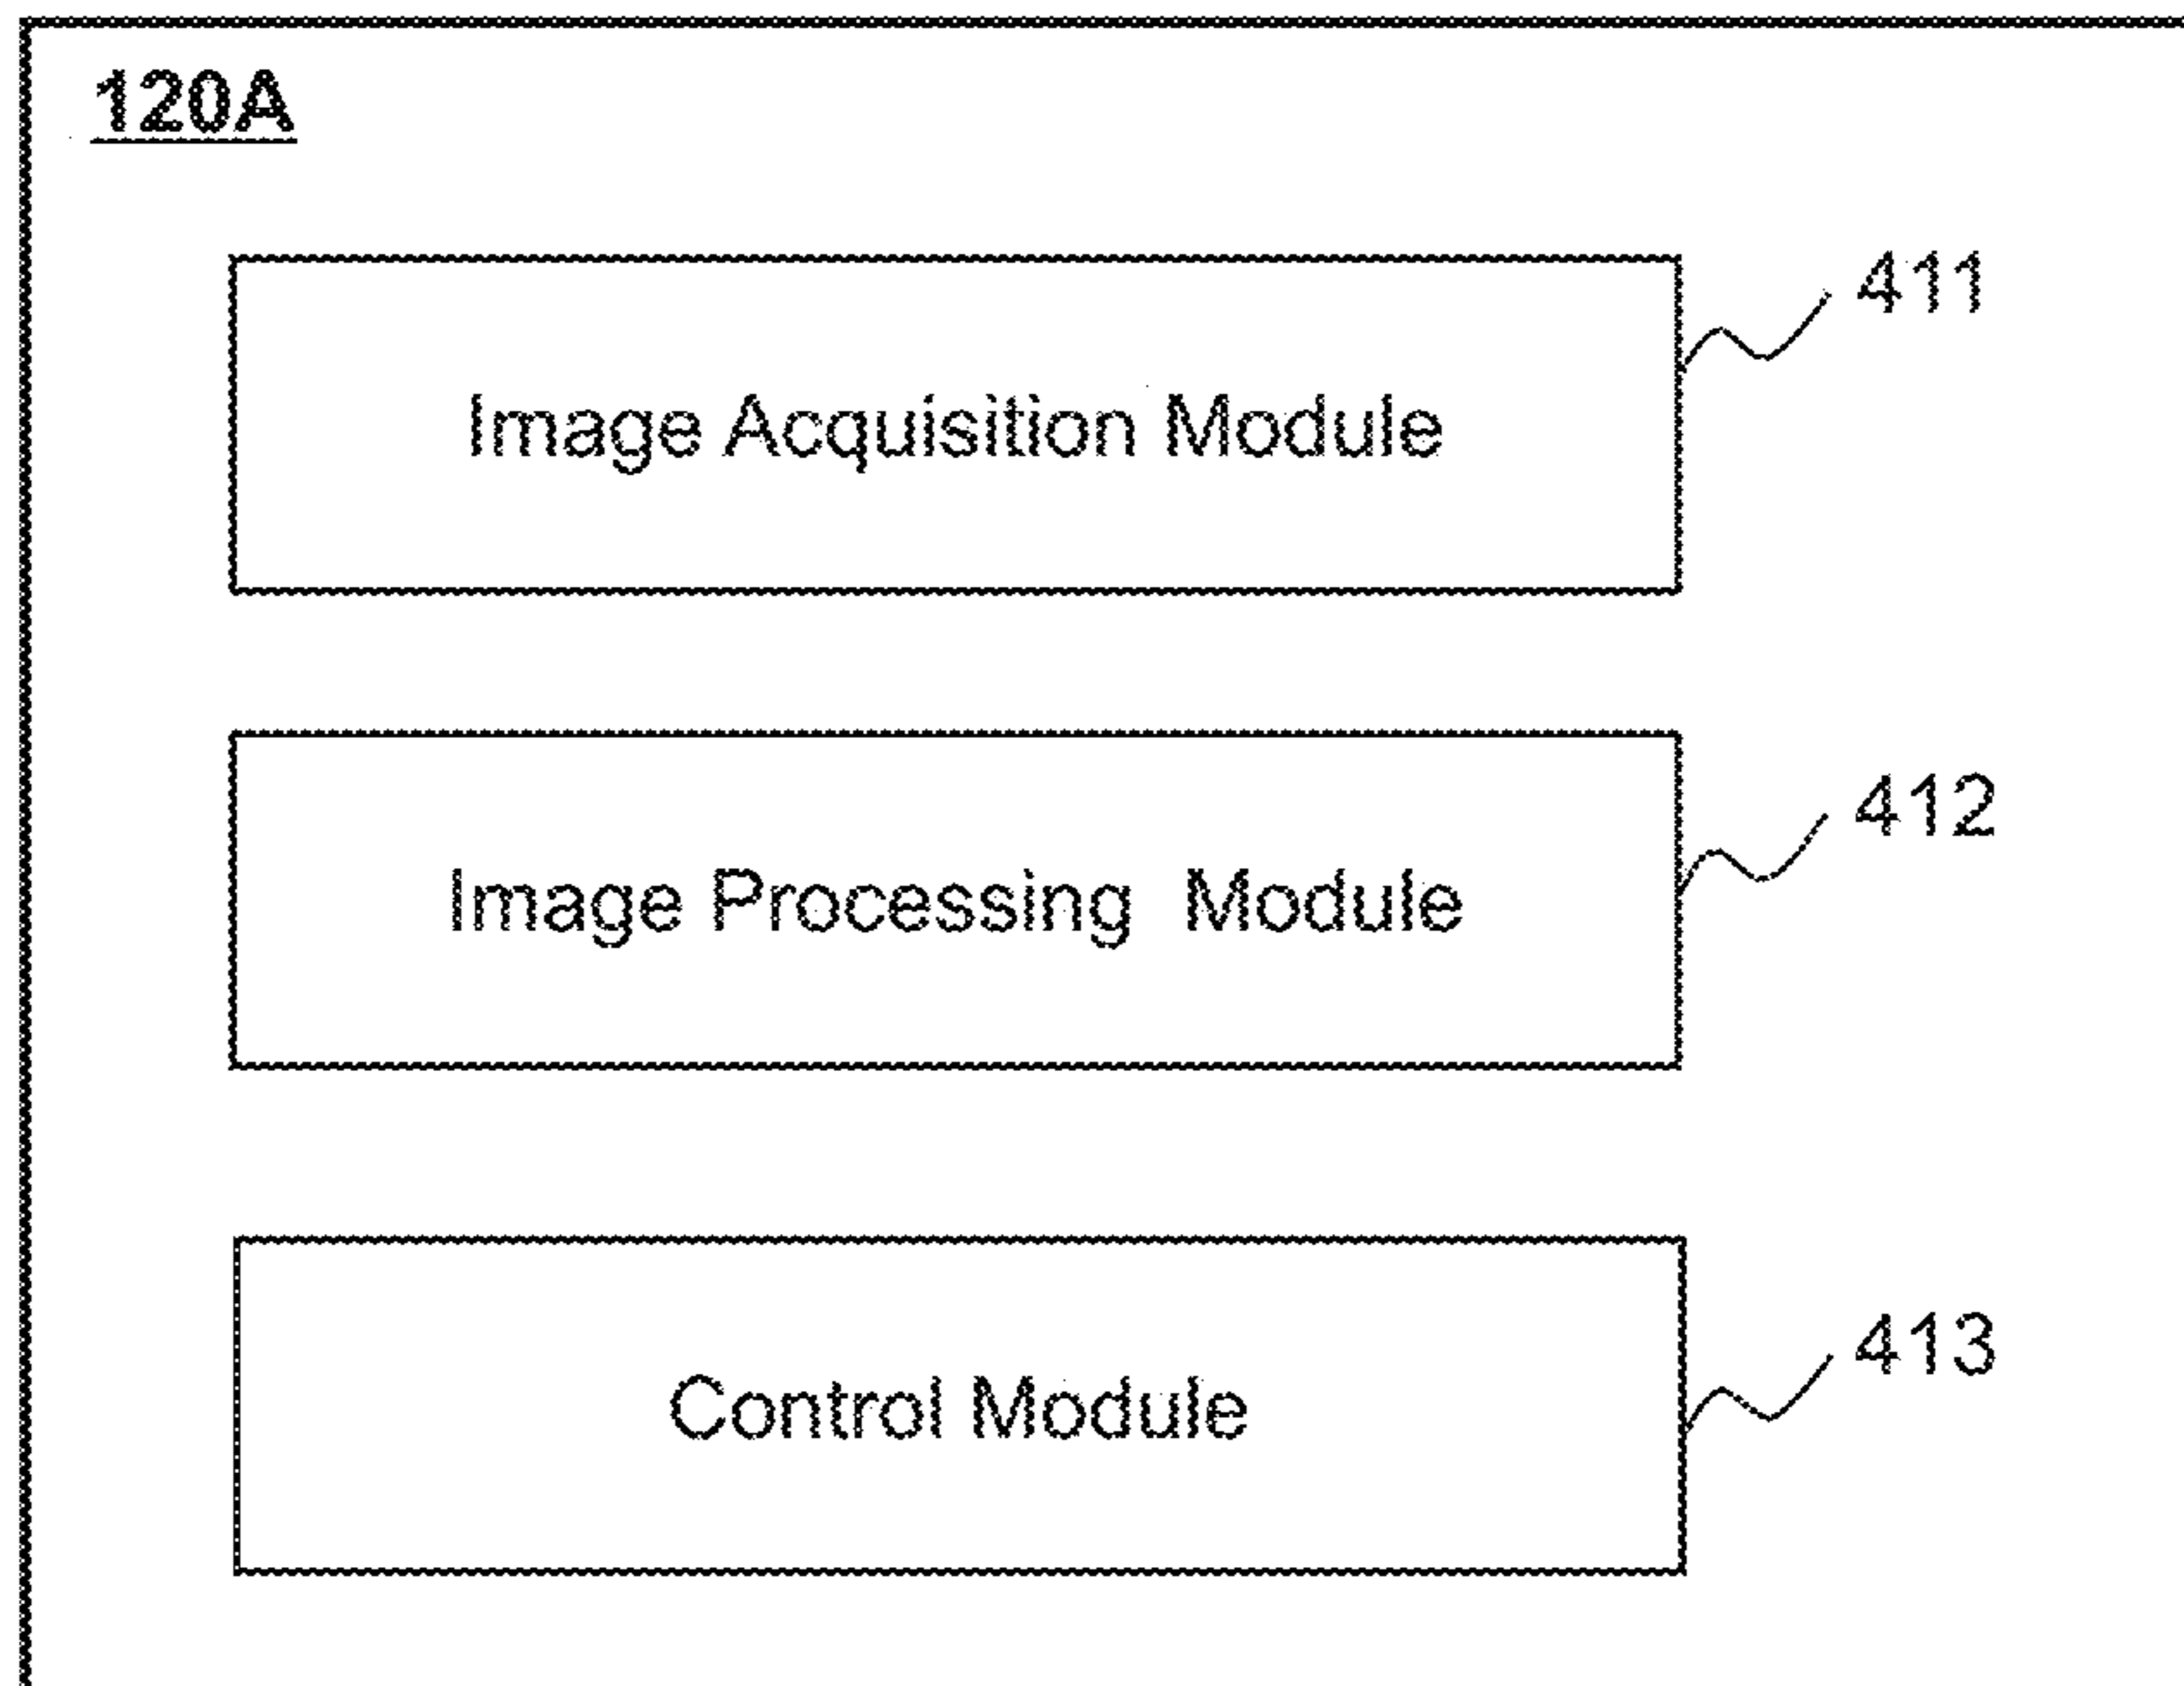 120A
411
Image Acquisition Module
412
Image Processing Module
413
Control Module